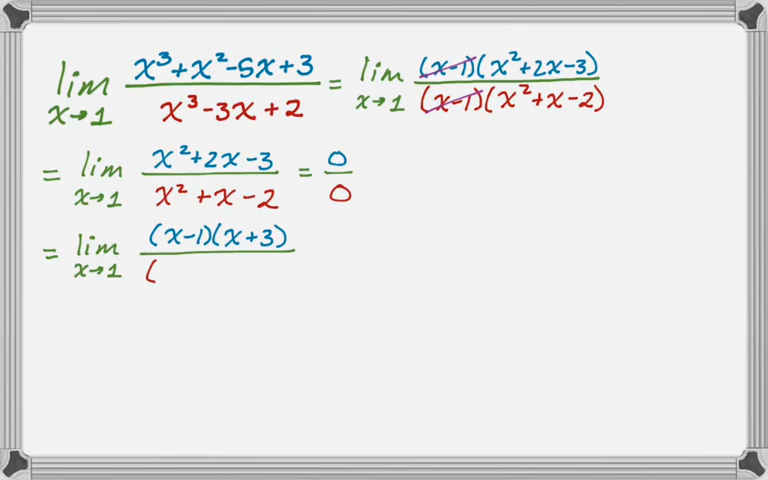 lim x→1 x³+x²-5x+3 / x³-3x+2 = lim x→1 (x-1)(x²+2x-3) / (x-1)(x²+x-2)
= lim x→1 x²+2x-3 / x²+x-2 = 0/0
= lim x→1 (x-1)(x+3) / (